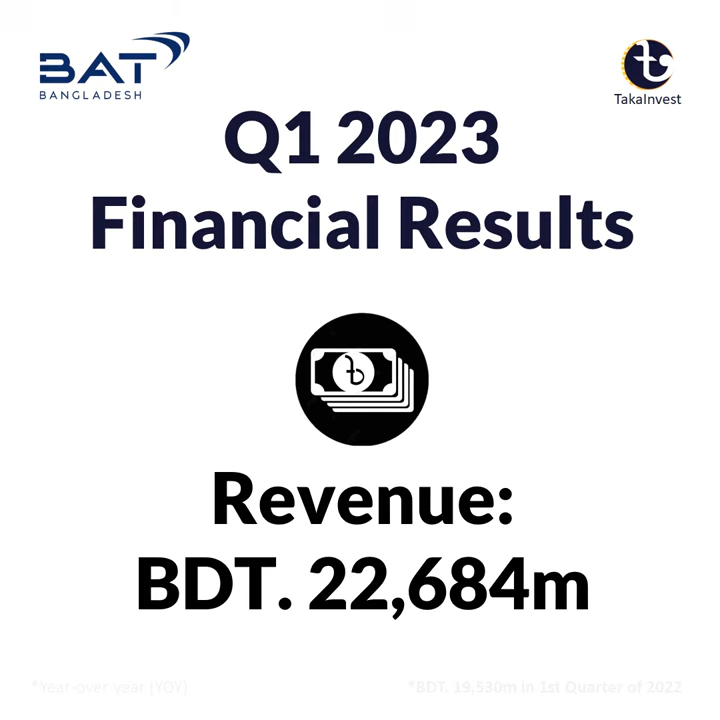 BAT
BANGLADESH
TakaInvest
Q1 2023
Financial Results
Revenue:
BDT. 22,684m
*Year-over-year (YOY)
*BDT. 19,530m in 1st Quarter of 2022